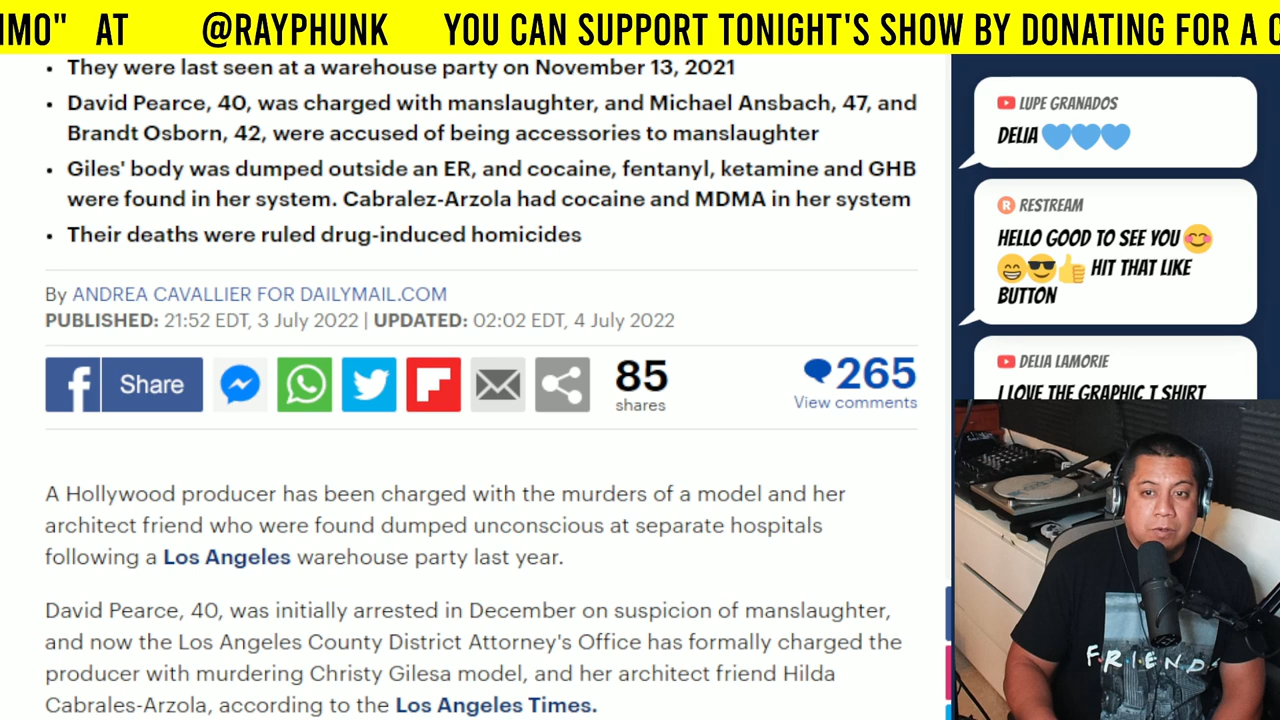 IMO" AT @RAYPHUNK YOU CAN SUPPORT TONIGHT'S SHOW BY DONATING FOR A C
They were last seen at a warehouse party on November 13, 2021
David Pearce, 40, was charged with manslaughter, and Michael Ansbach, 47, and
Brandt Osborn, 42, were accused of being accessories to manslaughter
Giles' body was dumped outside an ER, and cocaine, fentanyl, ketamine and GHB
were found in her system. Cabralez-Arzola had cocaine and MDMA in her system
Their deaths were ruled drug-induced homicides
By ANDREA CAVALLIER FOR DAILYMAIL.COM
PUBLISHED: 21:52 EDT, 3 July 2022 | UPDATED: 02:02 EDT, 4 July 2022
Share
85
shares
265
View comments
A Hollywood producer has been charged with the murders of a model and her
architect friend who were found dumped unconscious at separate hospitals
following a Los Angeles warehouse party last year.
David Pearce, 40, was initially arrested in December on suspicion of manslaughter,
and now the Los Angeles County District Attorney's Office has formally charged the
producer with murdering Christy Gilesa model, and her architect friend Hilda
Cabrales-Arzola, according to the Los Angeles Times.
LUPE GRANADOS
DELIA 💙💙💙
RESTREAM
HELLO GOOD TO SEE YOU 😊
😁😎👍 HIT THAT LIKE
BUTTON
DELIA LAMORIE
I LOVE THE GRAPHIC T SHIRT
F·R·I·E·N·D